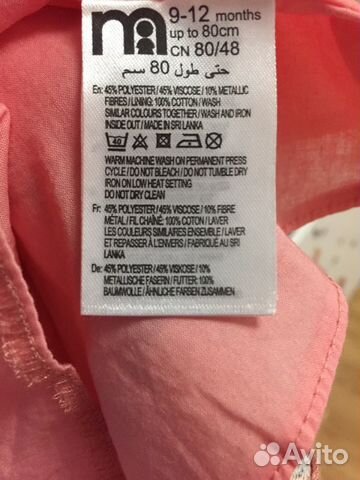 m 9-12 months
up to 80cm
CN 80/48
حتى طول 80 سم
En: 45% POLYESTER / 45% VISCOSE / 10% METALLIC
FIBRES / LINING: 100% COTTON / WASH
SIMILAR COLOURS TOGETHER / WASH AND IRON
INSIDE OUT / MADE IN SRI LANKA
40
WARM MACHINE WASH ON PERMANENT PRESS
CYCLE / DO NOT BLEACH / DO NOT TUMBLE DRY
IRON ON LOW HEAT SETTING
DO NOT DRY CLEAN
Fr: 45% POLYESTER / 45% VISCOSE / 10% FIBRE
MÉTAL / FIL CHAÎNE: 100% COTON / LAVER
LES COULEURS SIMILAIRES ENSEMBLE / LAVER
ET REPASSER À L'ENVERS / FABRIQUÉ AU SRI
LANKA
De: 45% POLYESTER / 45% VISKOSE / 10%
METALLISCHE FASERN / FUTTER: 100%
BAUMWOLLE / ÄHNLICHE FARBEN ZUSAMMEN
Avito